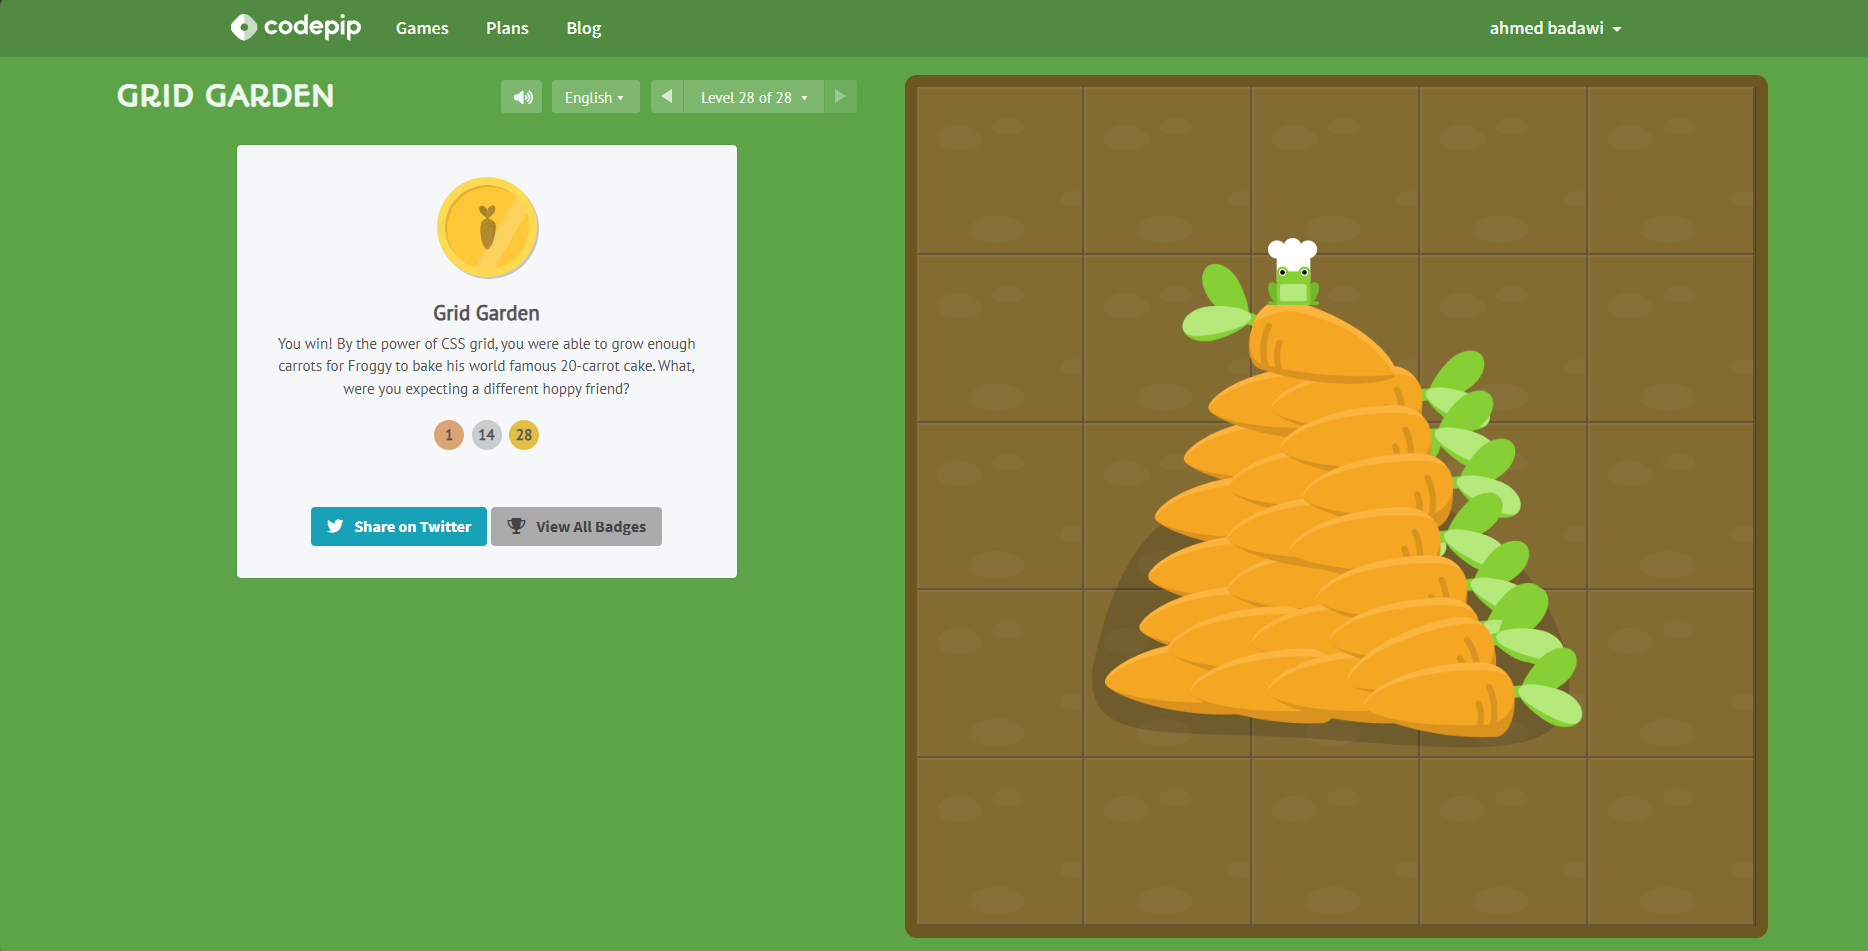 codepip
Games
Plans
Blog
ahmed badawi
GRID GARDEN
English
Level 28 of 28
Grid Garden
You win! By the power of CSS grid, you were able to grow enough
carrots for Froggy to bake his world famous 20-carrot cake. What,
were you expecting a different hoppy friend?
1 14 28
Share on Twitter
View All Badges